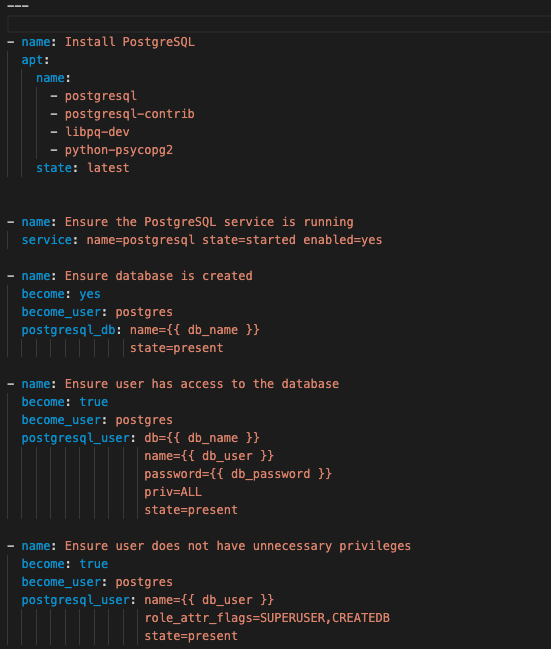 ---
- name: Install PostgreSQL
  apt:
    name:
      - postgresql
      - postgresql-contrib
      - libpq-dev
      - python-psycopg2
    state: latest
- name: Ensure the PostgreSQL service is running
  service: name=postgresql state=started enabled=yes
- name: Ensure database is created
  become: yes
  become_user: postgres
  postgresql_db: name={{ db_name }}
                 state=present
- name: Ensure user has access to the database
  become: true
  become_user: postgres
  postgresql_user: db={{ db_name }}
                   name={{ db_user }}
                   password={{ db_password }}
                   priv=ALL
                   state=present
- name: Ensure user does not have unnecessary privileges
  become: true
  become_user: postgres
  postgresql_user: name={{ db_user }}
                   role_attr_flags=SUPERUSER,CREATEDB
                   state=present